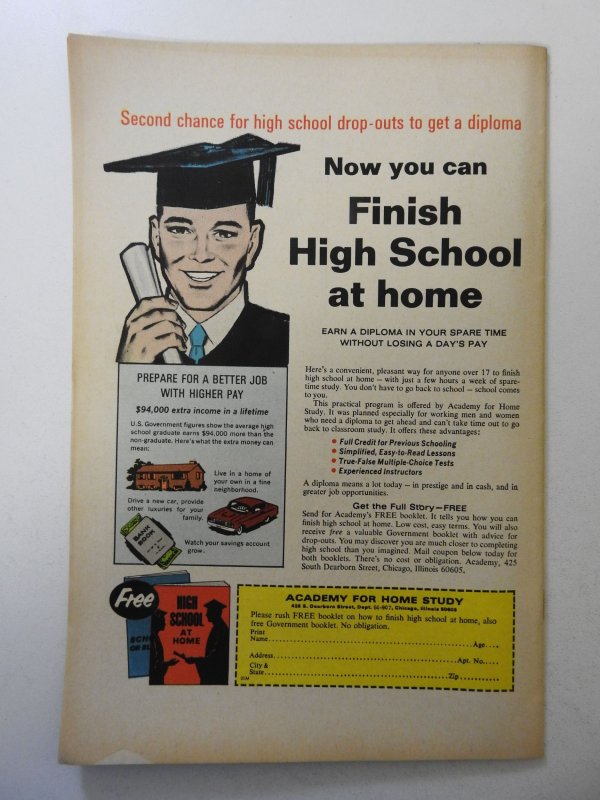 Second chance for high school drop-outs to get a diploma
Now you can
Finish
High School
at home
EARN A DIPLOMA IN YOUR SPARE TIME
WITHOUT LOSING A DAY'S PAY
PREPARE FOR A BETTER JOB
WITH HIGHER PAY
$94,000 extra income in a lifetime
U.S. Government figures show the average high
school graduate earns $94,000 more than the
non-graduate. Here's what the extra money can
mean:
Live in a home of
your own in a fine
neighborhood.
Drive a new car, provide
other luxuries for your
family.
BANK
BOOK
Watch your savings account
grow.
Here's a convenient, pleasant way for anyone over 17 to finish
high school at home – with just a few hours a week of spare-
time study. You don't have to go back to school – school comes
to you.
This practical program is offered by Academy for Home
Study. It was planned especially for working men and women
who need a diploma to get ahead and can't take time out to go
back to classroom study. It offers these advantages:
• Full Credit for Previous Schooling
• Simplified, Easy-to-Read Lessons
• True-False Multiple-Choice Tests
• Experienced Instructors
A diploma means a lot today – in prestige and in cash, and in
greater job opportunities.
Get the Full Story—FREE
Send for Academy's FREE booklet. It tells you how you can
finish high school at home. Low cost, easy terms. You will also
receive free a valuable Government booklet with advice for
drop-outs. You may discover you are much closer to completing
high school than you imagined. Mail coupon below today for
both booklets. There's no cost or obligation. Academy, 425
South Dearborn Street, Chicago, Illinois 60605.
Free
HIGH
SCHOOL
AT
HOME
ACADEMY FOR HOME STUDY
S. Dearborn Street, Dept. Chicago, Illinois 60605
Please rush FREE booklet on how to finish high school at home, also
free Government booklet. No obligation.
Print
Name Age
Address Apt. No.
City &
State Zip